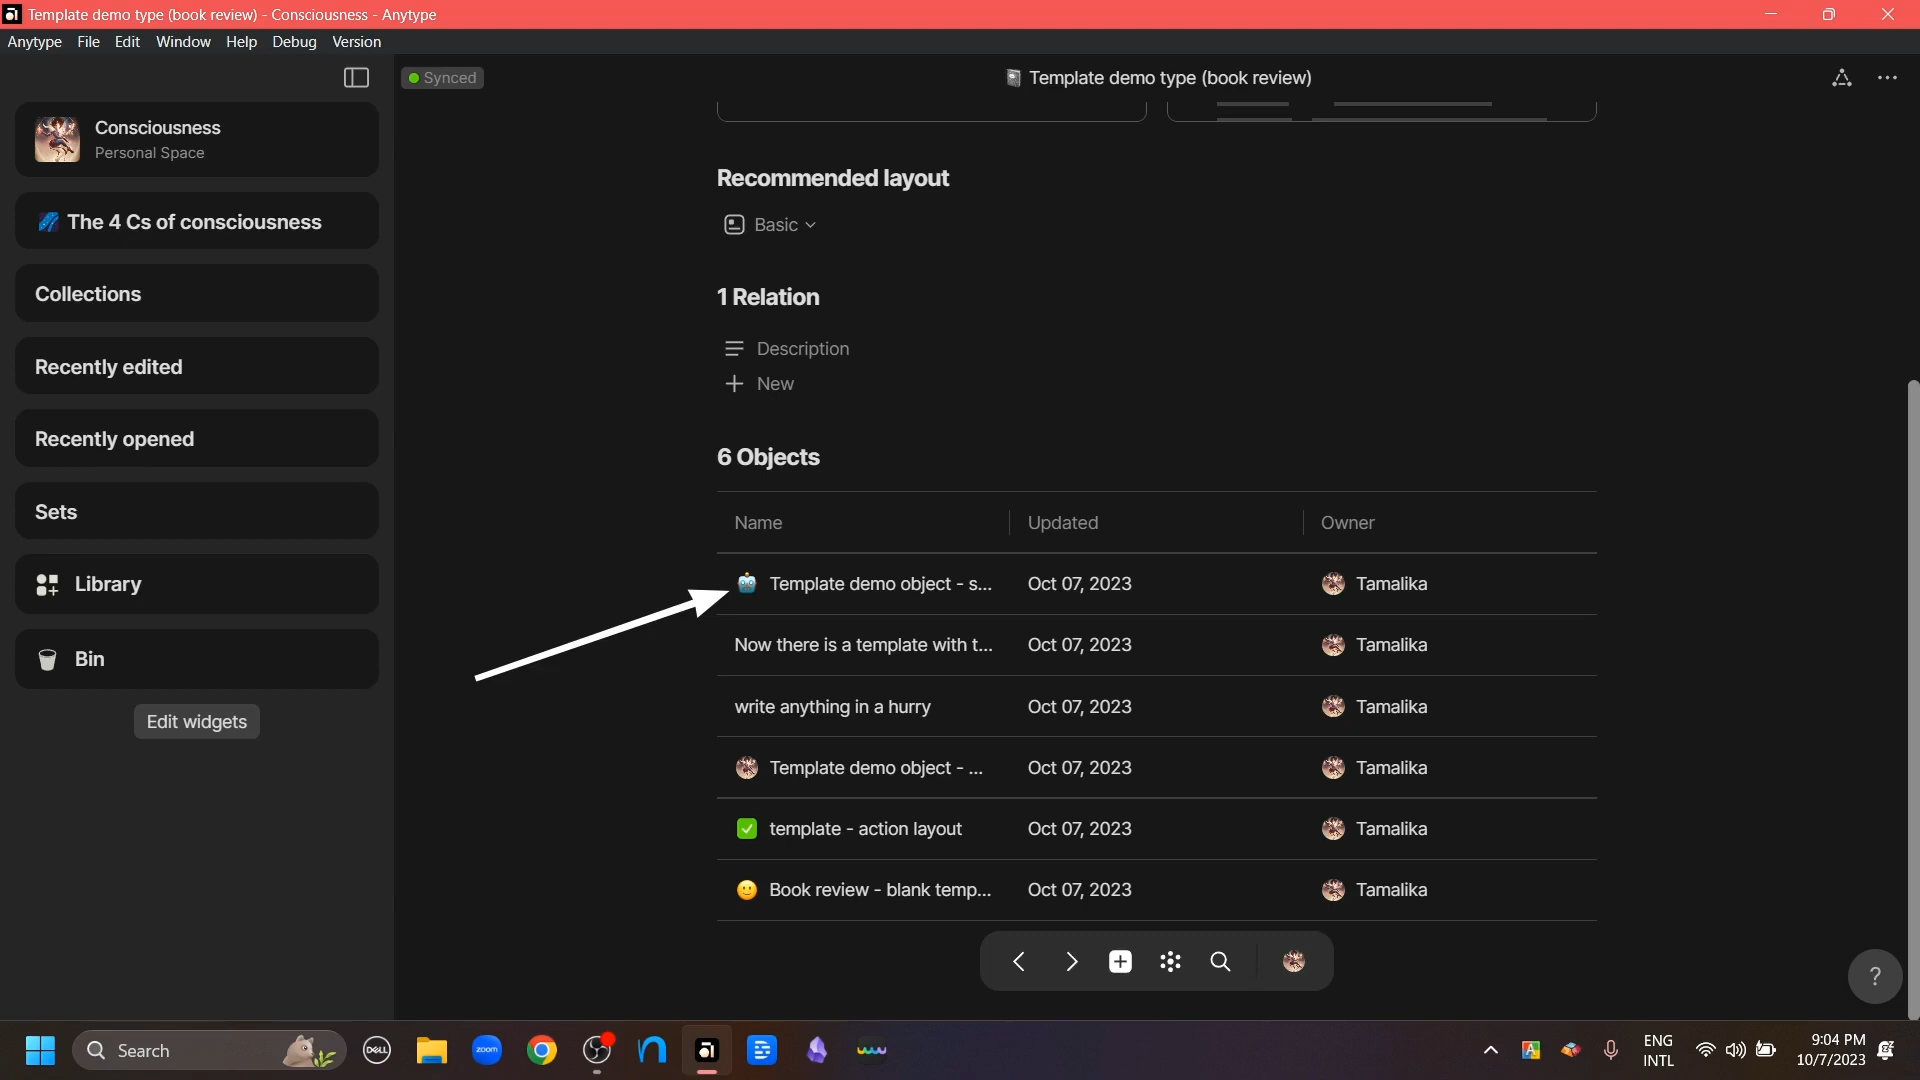 Template demo type (book review) - Consciousness - Anytype
Anytype File Edit Window Help Debug Version
Synced
Template demo type (book review)
Consciousness
Personal Space
The 4 Cs of consciousness
Collections
Recently edited
Recently opened
Sets
Library
Bin
Edit widgets
Recommended layout
Basic
1 Relation
Description
New
6 Objects
Name Updated Owner
Template demo object - s... Oct 07, 2023 Tamalika
Now there is a template with t... Oct 07, 2023 Tamalika
write anything in a hurry Oct 07, 2023 Tamalika
Template demo object - ... Oct 07, 2023 Tamalika
template - action layout Oct 07, 2023 Tamalika
Book review - blank temp... Oct 07, 2023 Tamalika
?
Search
DELL
zoom
A
ENG
INTL
9:04 PM
10/7/2023